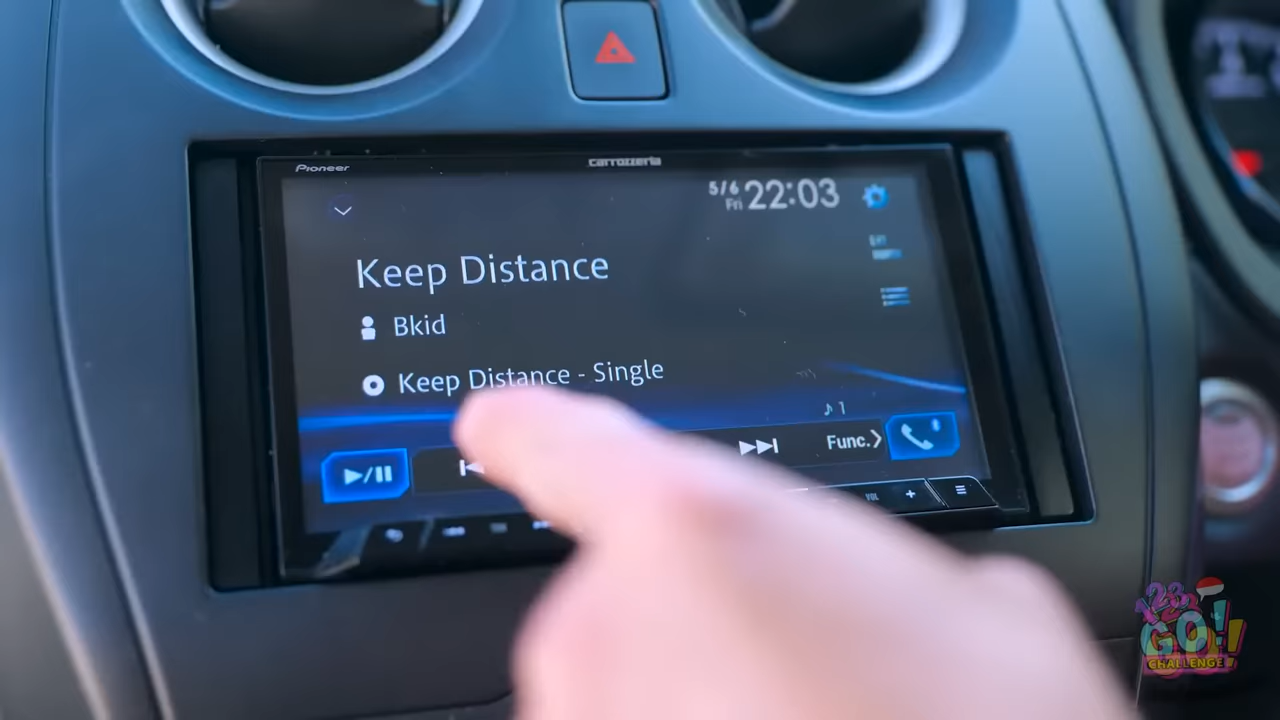 Pioneer
carrozzeria
5/6
Fri 22:03
Keep Distance
Bkid
Keep Distance - Single
1
Func.
VOL +
123
GO!
CHALLENGE